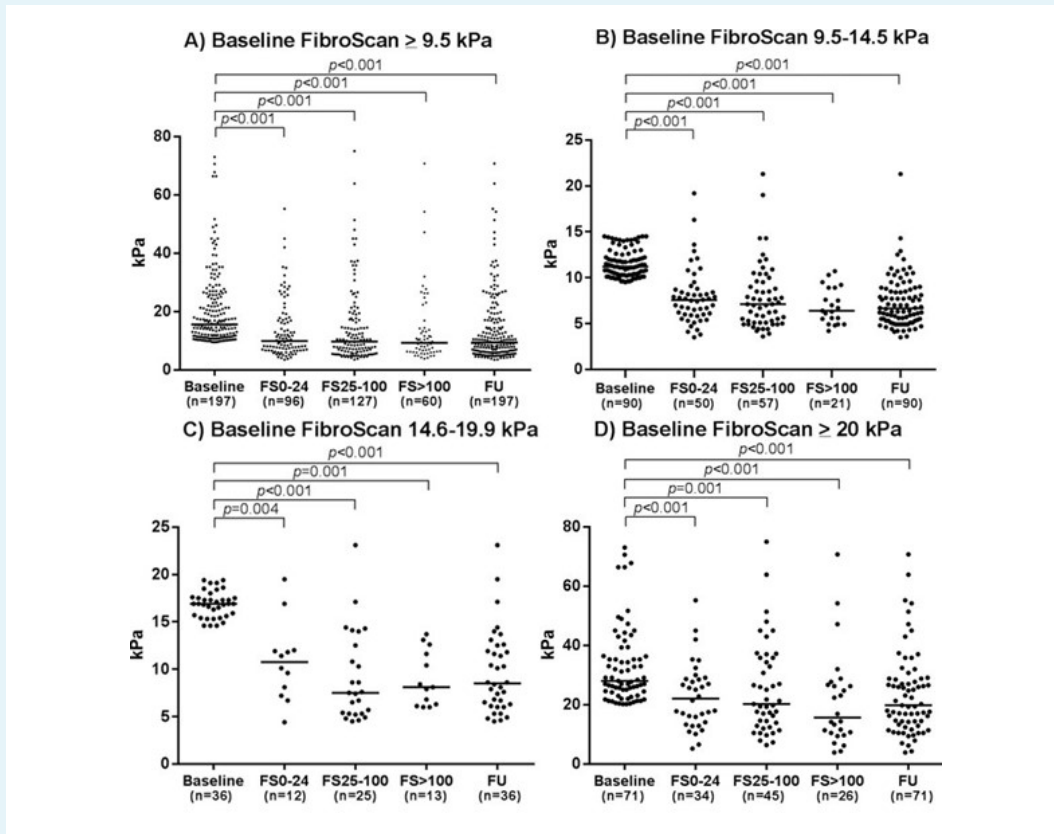 A) Baseline FibroScan ≥ 9.5 kPa
p<0.001
p<0.001
p<0.001
p<0.001
80
60
40
20
0
kPa
Baseline FS0-24 FS25-100 FS>100 FU
(n=197) (n=96) (n=127) (n=60) (n=197)
B) Baseline FibroScan 9.5-14.5 kPa
p<0.001
p<0.001
p<0.001
p<0.001
25
20
15
10
5
0
kPa
Baseline FS0-24 FS25-100 FS>100 FU
(n=90) (n=50) (n=57) (n=21) (n=90)
C) Baseline FibroScan 14.6-19.9 kPa
p<0.001
p=0.001
p<0.001
p=0.004
25
20
15
10
5
0
kPa
Baseline FS0-24 FS25-100 FS>100 FU
(n=36) (n=12) (n=25) (n=13) (n=36)
D) Baseline FibroScan ≥ 20 kPa
p<0.001
p<0.001
p=0.001
p<0.001
80
60
40
20
0
kPa
Baseline FS0-24 FS25-100 FS>100 FU
(n=71) (n=34) (n=45) (n=26) (n=71)